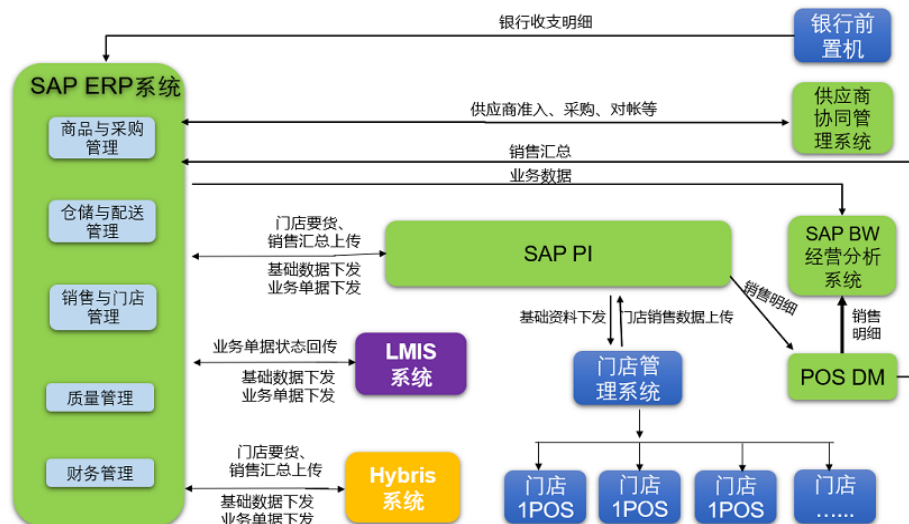 银行收支明细
银行前
置机
SAP ERP系统
供应商准入、采购、对帐等
供应商
协同管
理系统
商品与采购
管理
销售汇总
业务数据
仓储与配送
管理
门店要货、
销售汇总上传
基础数据下发
业务单据下发
SAP PI
SAP BW
经营分析
系统
销售与门店
管理
基础资料下发
门店销售数据上传
销售明细
销售
明细
业务单据状态回传
基础数据下发
业务单据下发
LMIS
系统
门店管
理系统
POS DM
质量管理
财务管理
门店要货、
销售汇总上传
基础数据下发
业务单据下发
Hybris
系统
门店
1POS
门店
1POS
门店
1POS
门店
……